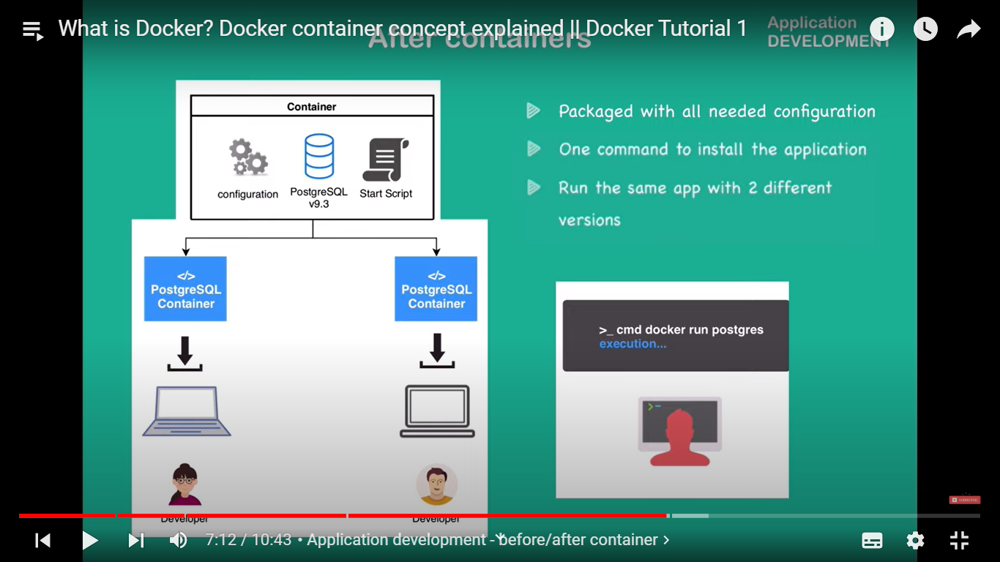 What is Docker? Docker container concept explained || Docker Tutorial 1
After containers
Application
DEVELOPMENT
Container
configuration
PostgreSQL
v9.3
Start Script
</>
PostgreSQL
Container
</>
PostgreSQL
Container
Developer
Developer
Packaged with all needed configuration
One command to install the application
Run the same app with 2 different
versions
>_ cmd docker run postgres
execution...
SUBSCRIBE
7:12 / 10:43 • Application development - before/after container >